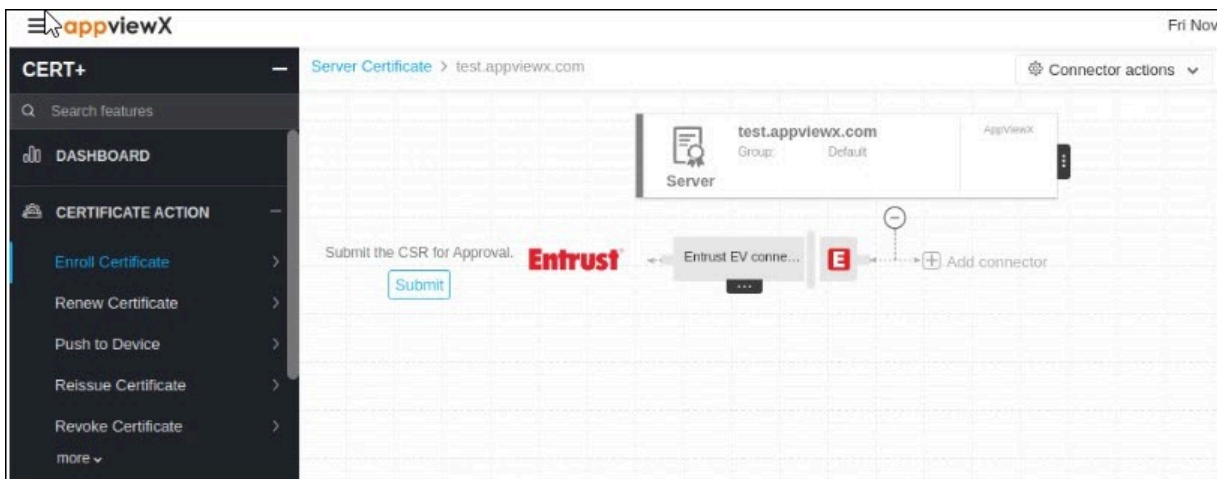 appviewX
Fri Nov
CERT+
Search features
DASHBOARD
CERTIFICATE ACTION
Enroll Certificate
Renew Certificate
Push to Device
Reissue Certificate
Revoke Certificate
more
Server Certificate > test.appviewx.com
Connector actions
test.appviewx.com
AppViewX
Group: Default
Server
Submit the CSR for Approval.
Submit
Entrust
Entrust EV conne...
E
Add connector